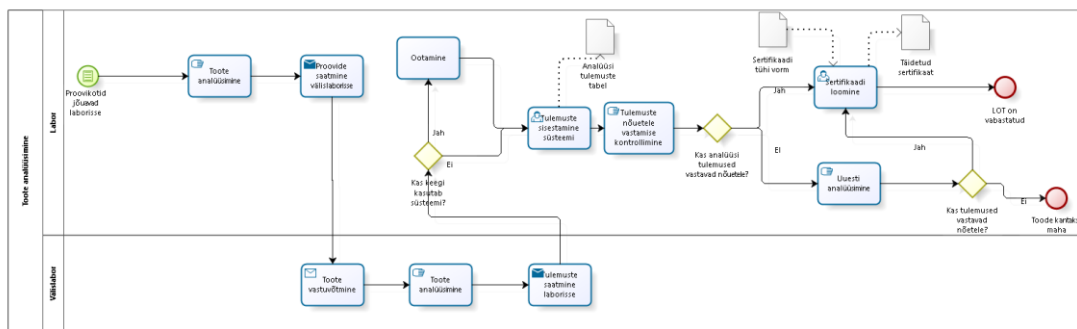 Toote analüüsimine
Labor
Välislabor
Proovikotid
jõuavad
laborisse
Toote
analüüsimine
Proovide
saatmine
välislaborisse
Ootamine
Jah
Ei
Kas keegi
kasutab
süsteemi?
Analüüsi
tulemuste
tabel
Tulemuste
sisestamine
süsteemi
Tulemuste
nõuetele
vastamise
kontrollimine
Kas analüüsi
tulemused
vastavad nõuetele?
Jah
Ei
Sertifikaadi
tühi vorm
Sertifikaadi
loomine
Täidetud
sertifikaat
LOT on
vabastatud
Jah
Uuesti
analüüsimine
Kas tulemused
vastavad
nõetele?
Ei
Toode kantak
maha
Toote
vastuvõtmine
Toote
analüüsimine
Tulemuste
saatmine
laborisse